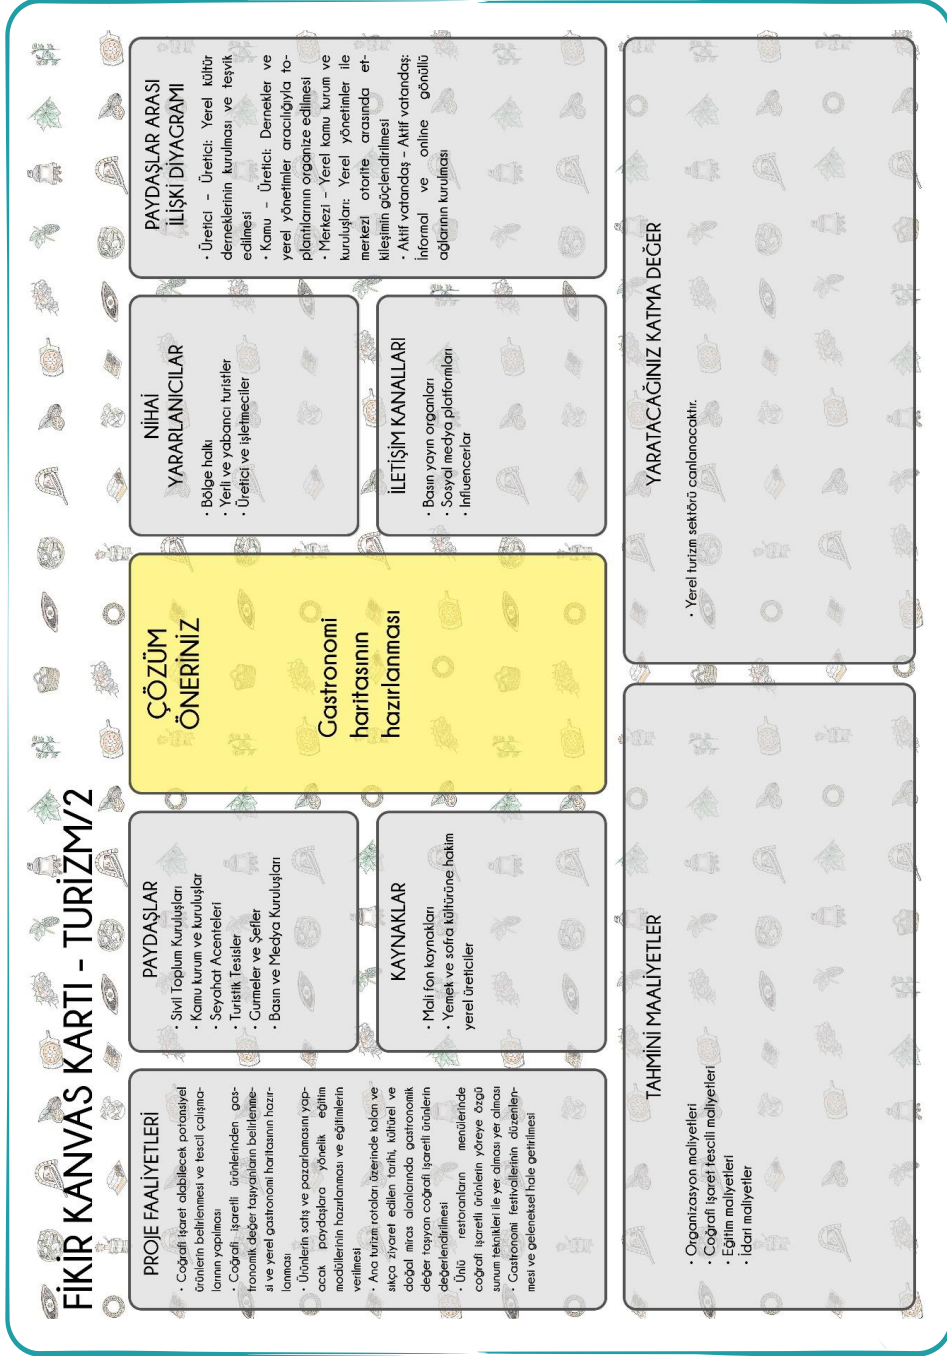 FİKİR KANVAS KARTI - TURİZM/2
PROJE FAALİYETLERİ
· Coğrafi işaret alabilecek potansiyel
ürünlerin belirlenmesi ve tescil çalışma-
larının yapılması
· Coğrafi işaretli ürünlerinden gas-
tronomik değer taşıyanların belirlenme-
si ve yerel gastronomi haritasının hazır-
lanması
· Ürünlerin satış ve pazarlamasını yap-
acak paydaşlara yönelik eğitim
modüllerinin hazırlanması ve eğitimlerin
verilmesi
· Ana turizm rotaları üzerinde kalan ve
sıkça ziyaret edilen tarihi, kültürel ve
doğal miras alanlarında gastronomik
değer taşıyan coğrafi işaretli ürünlerin
değerlendirilmesi
· Ünlü restoranların menülerinde
coğrafi işaretli ürünlerin yöreye özgü
sunum teknikleri ile yer alması yer alması
· Gastronomi festivallerinin düzenlen-
mesi ve geleneksel hale getirilmesi
PAYDAŞLAR
· Sivil Toplum Kuruluşları
· Kamu kurum ve kuruluşlar
· Seyahat Acenteleri
· Turistik Tesisler
· Gurmeler ve Şefler
· Basın ve Medya Kuruluşları
KAYNAKLAR
· Mali fon kaynakları
· Yemek ve sofra kültürüne hakim
yerel üreticiler
ÇÖZÜM
ÖNERİNİZ
Gastronomi
haritasının
hazırlanması
NİHAİ
YARARLANICILAR
· Bölge halkı
· Yerli ve yabancı turistler
· Üretici ve işletmeciler
İLETİŞİM KANALLARI
· Basın yayın organları
· Sosyal medya platformları
· Influencerlar
PAYDAŞLAR ARASI
İLİŞKİ DİYAGRAMI
· Üretici – Üretici: Yerel kültür
derneklerinin kurulması ve teşvik
edilmesi
· Kamu – Üretici: Dernekler ve
yerel yönetimler aracılığıyla to-
plantılarının organize edilmesi
· Merkezi – Yerel kamu kurum ve
kuruluşları: Yerel yönetimler ile
merkezi otorite arasında et-
kileşimin güçlendirilmesi
· Aktif vatandaş – Aktif vatandaş:
İnformal ve online gönüllü
ağlarının kurulması
TAHMİNİ MAALİYETLER
· Organizasyon maliyetleri
· Coğrafi işaret tescili maliyetleri
· Eğitim maliyetleri
· İdari maliyetler
YARATACAĞINIZ KATMA DEĞER
· Yerel turizm sektörü canlanacaktır.